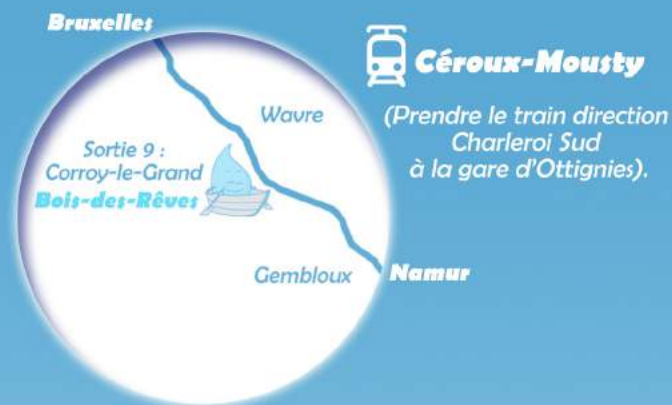 Bruxelles
Céroux-Mousty
Wavre
(Prendre le train direction
Charleroi Sud
à la gare d'Ottignies).
Sortie 9 :
Corroy-le-Grand
Bois-des-Rêves
Gembloux
Namur